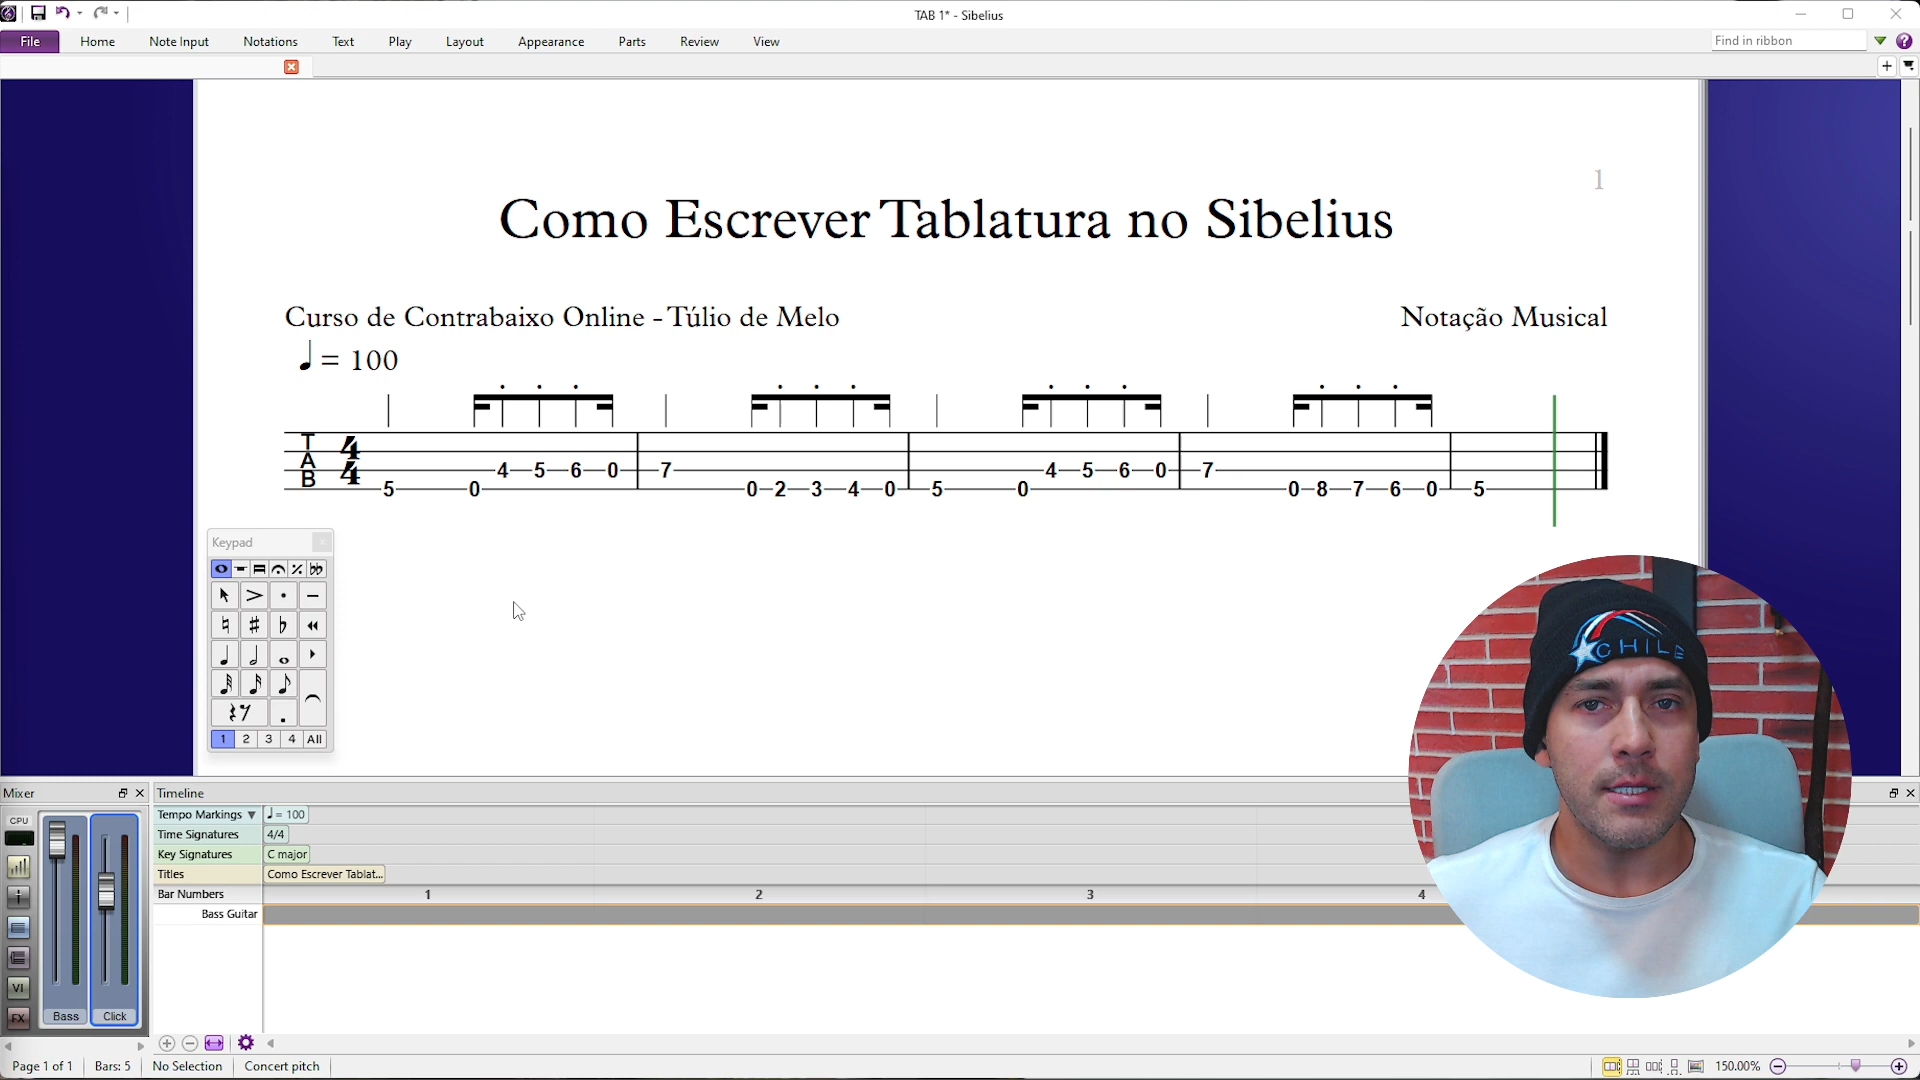 TAB 1* - Sibelius
File Home Note Input Notations Text Play Layout Appearance Parts Review View Find in ribbon
1
Como Escrever Tablatura no Sibelius
Curso de Contrabaixo Online - Túlio de Melo Notação Musical
= 100
T
A
B
4
4
4 5 6 0 7 4 5 6 0 7
5 0 0 2 3 4 0 5 0 0 8 7 6 0 5
Keypad
1 2 3 4 All
CHILE
Mixer
CPU
VI
FX
Bass Click
Timeline
Tempo Markings = 100
Time Signatures 4/4
Key Signatures C major
Titles Como Escrever Tablat...
Bar Numbers 1 2 3 4
Bass Guitar
Page 1 of 1 Bars: 5 No Selection Concert pitch 150.00%